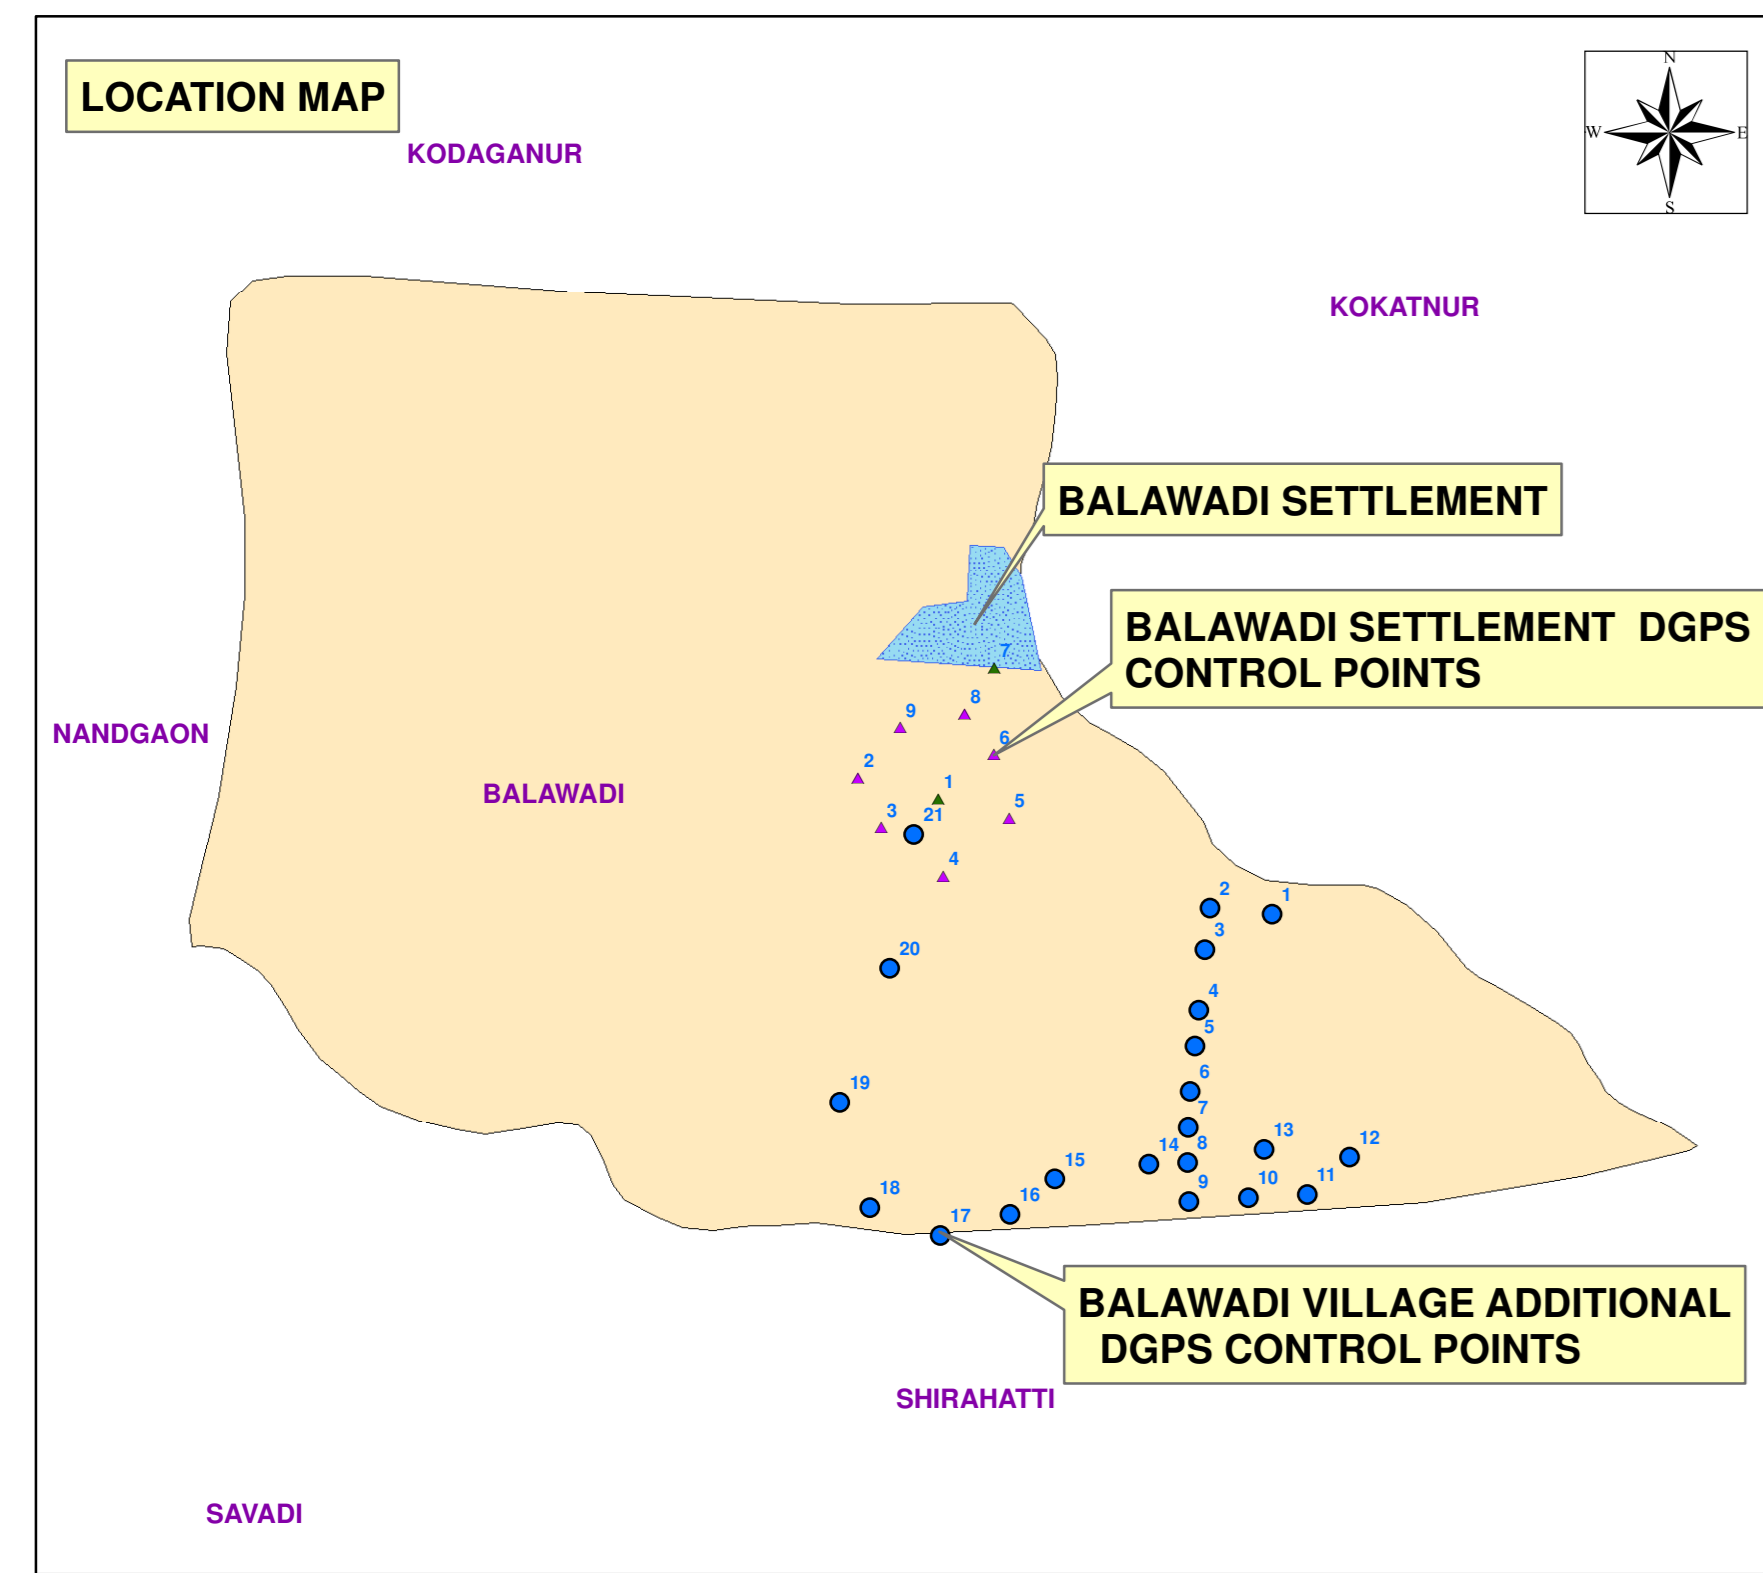 LOCATION MAP
N
W
E
S
KODAGANUR
KOKATNUR
BALAWADI SETTLEMENT
BALAWADI SETTLEMENT DGPS
CONTROL POINTS
7
8
9
6
NANDGAON
2
BALAWADI
1
5
3
21
4
2
1
3
20
4
5
6
19
7
13
14
8
12
15
11
10
18
16
9
17
BALAWADI VILLAGE ADDITIONAL
DGPS CONTROL POINTS
SHIRAHATTI
SAVADI